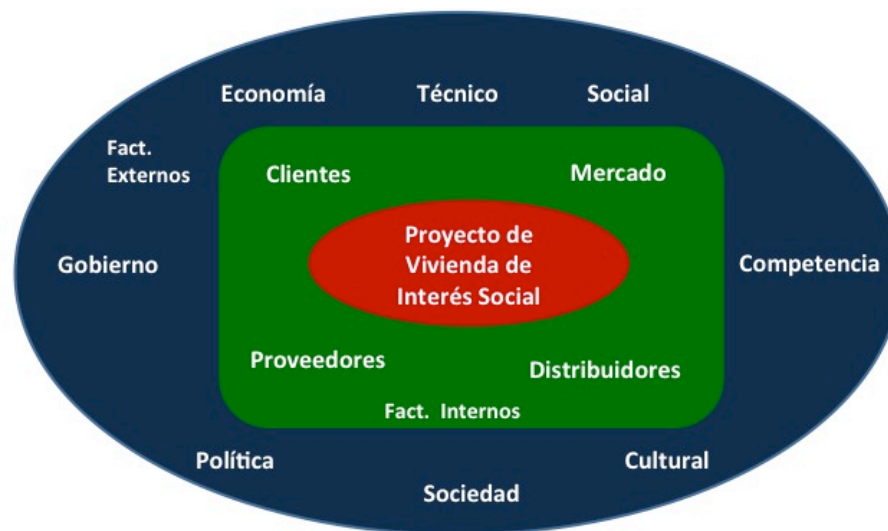 Economía
Técnico
Social
Fact.
Externos
Clientes
Mercado
Proyecto de
Vivienda de
Interés Social
Gobierno
Competencia
Proveedores
Distribuidores
Fact. Internos
Política
Cultural
Sociedad